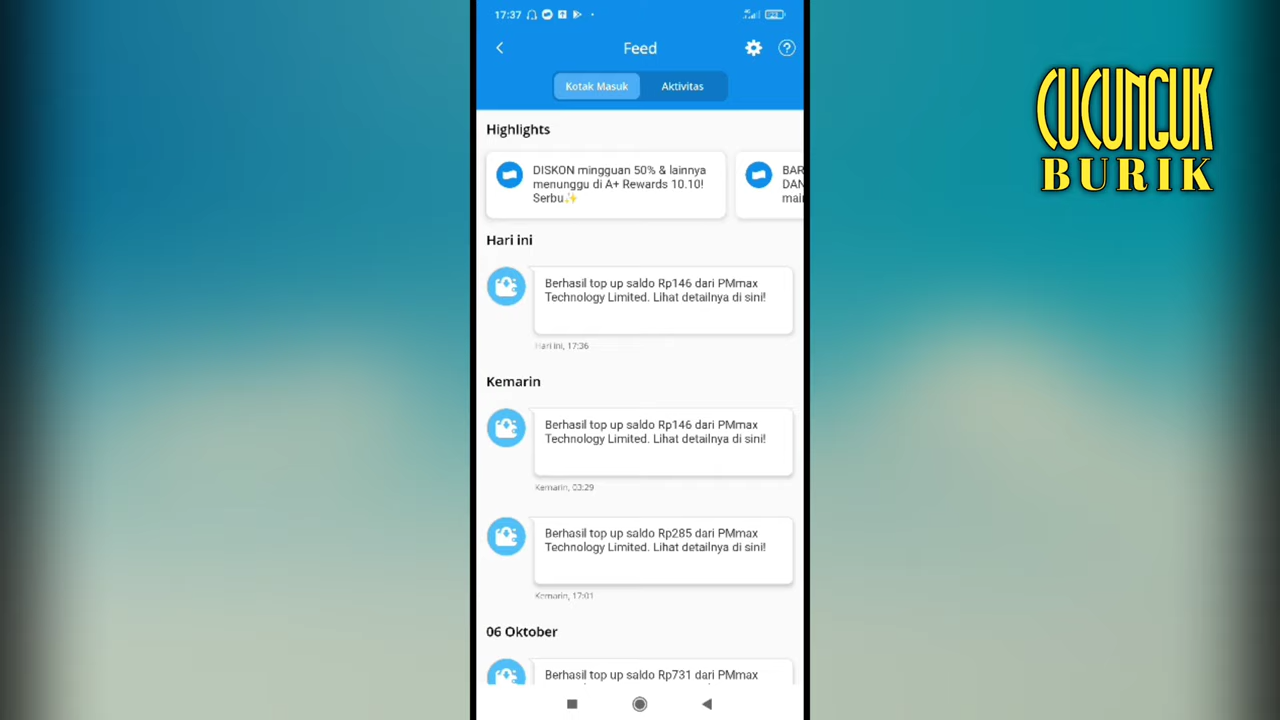 17:37
Feed
Kotak Masuk
Aktivitas
CUCUNCUK
BURIK
Highlights
DISKON mingguan 50% & lainnya
menunggu di A+ Rewards 10.10!
Serbu✨
BAR
DAN
main
Hari ini
Berhasil top up saldo Rp146 dari PMmax
Technology Limited. Lihat detailnya di sini!
Hari ini, 17:36
Kemarin
Berhasil top up saldo Rp146 dari PMmax
Technology Limited. Lihat detailnya di sini!
Kemarin, 03:29
Berhasil top up saldo Rp285 dari PMmax
Technology Limited. Lihat detailnya di sini!
Kemarin, 17:01
06 Oktober
Berhasil top up saldo Rp731 dari PMmax